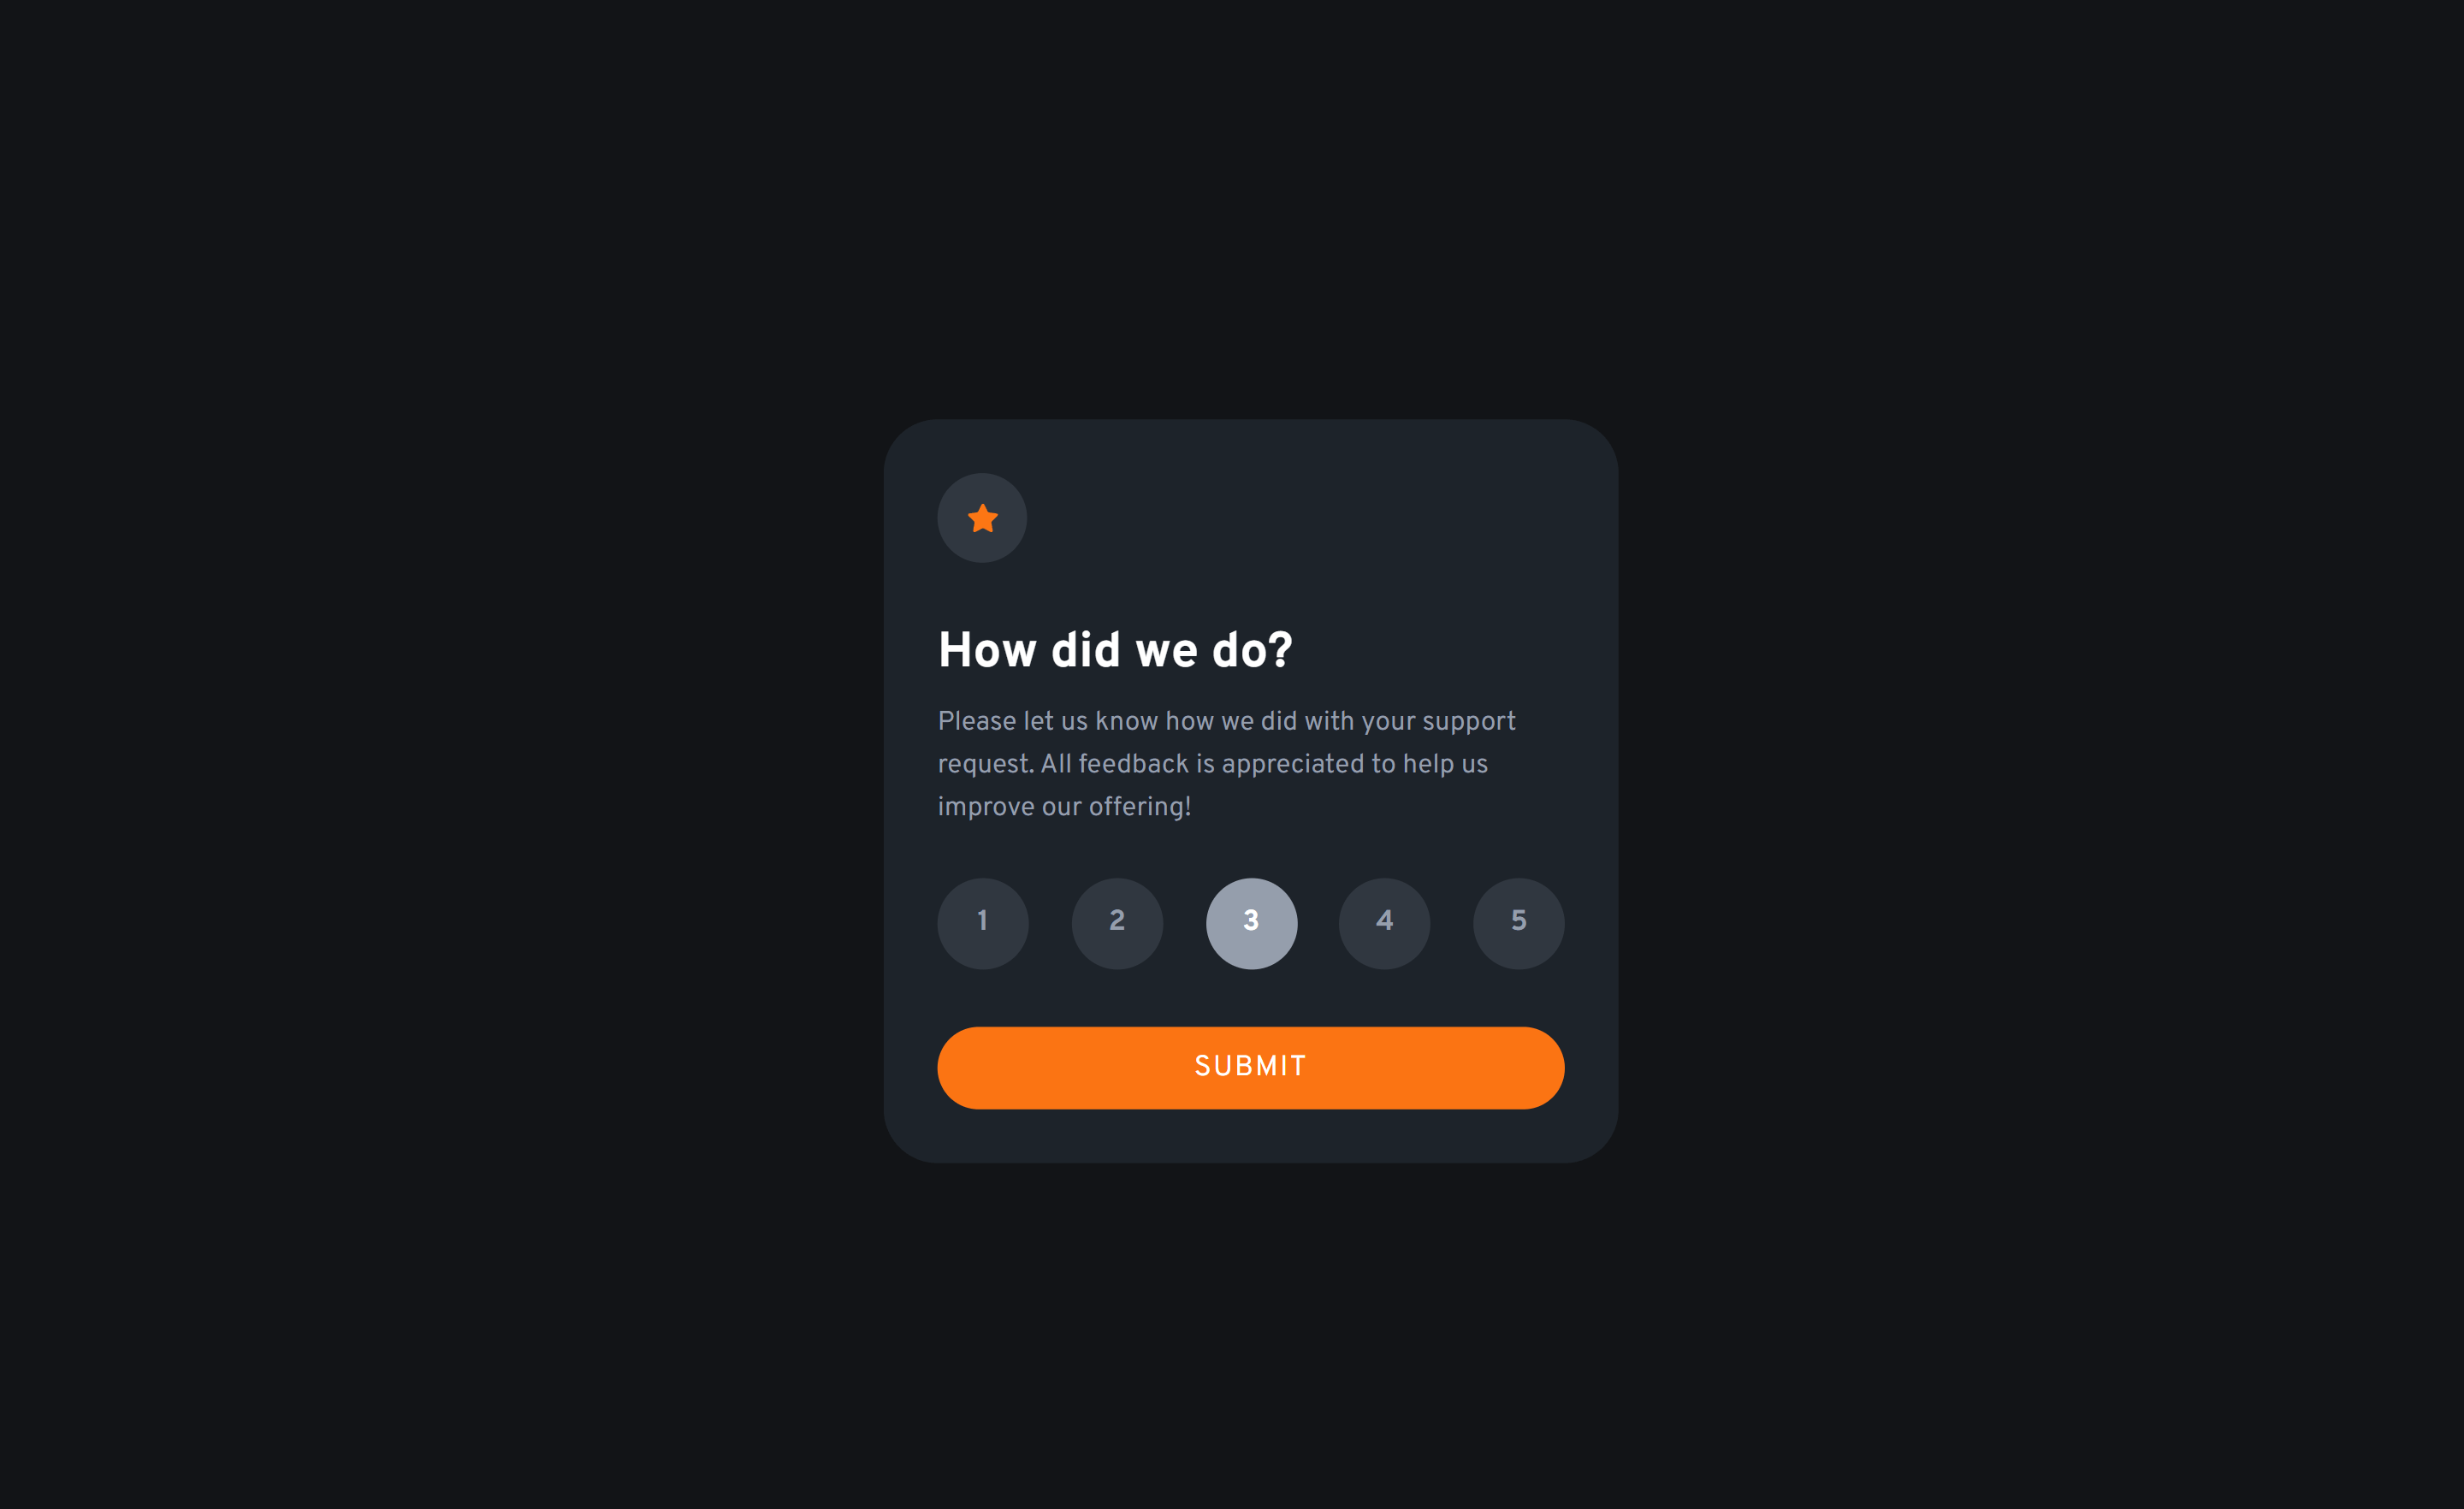 How did we do?
Please let us know how we did with your support
request. All feedback is appreciated to help us
improve our offering!
1 2 3 4 5
SUBMIT